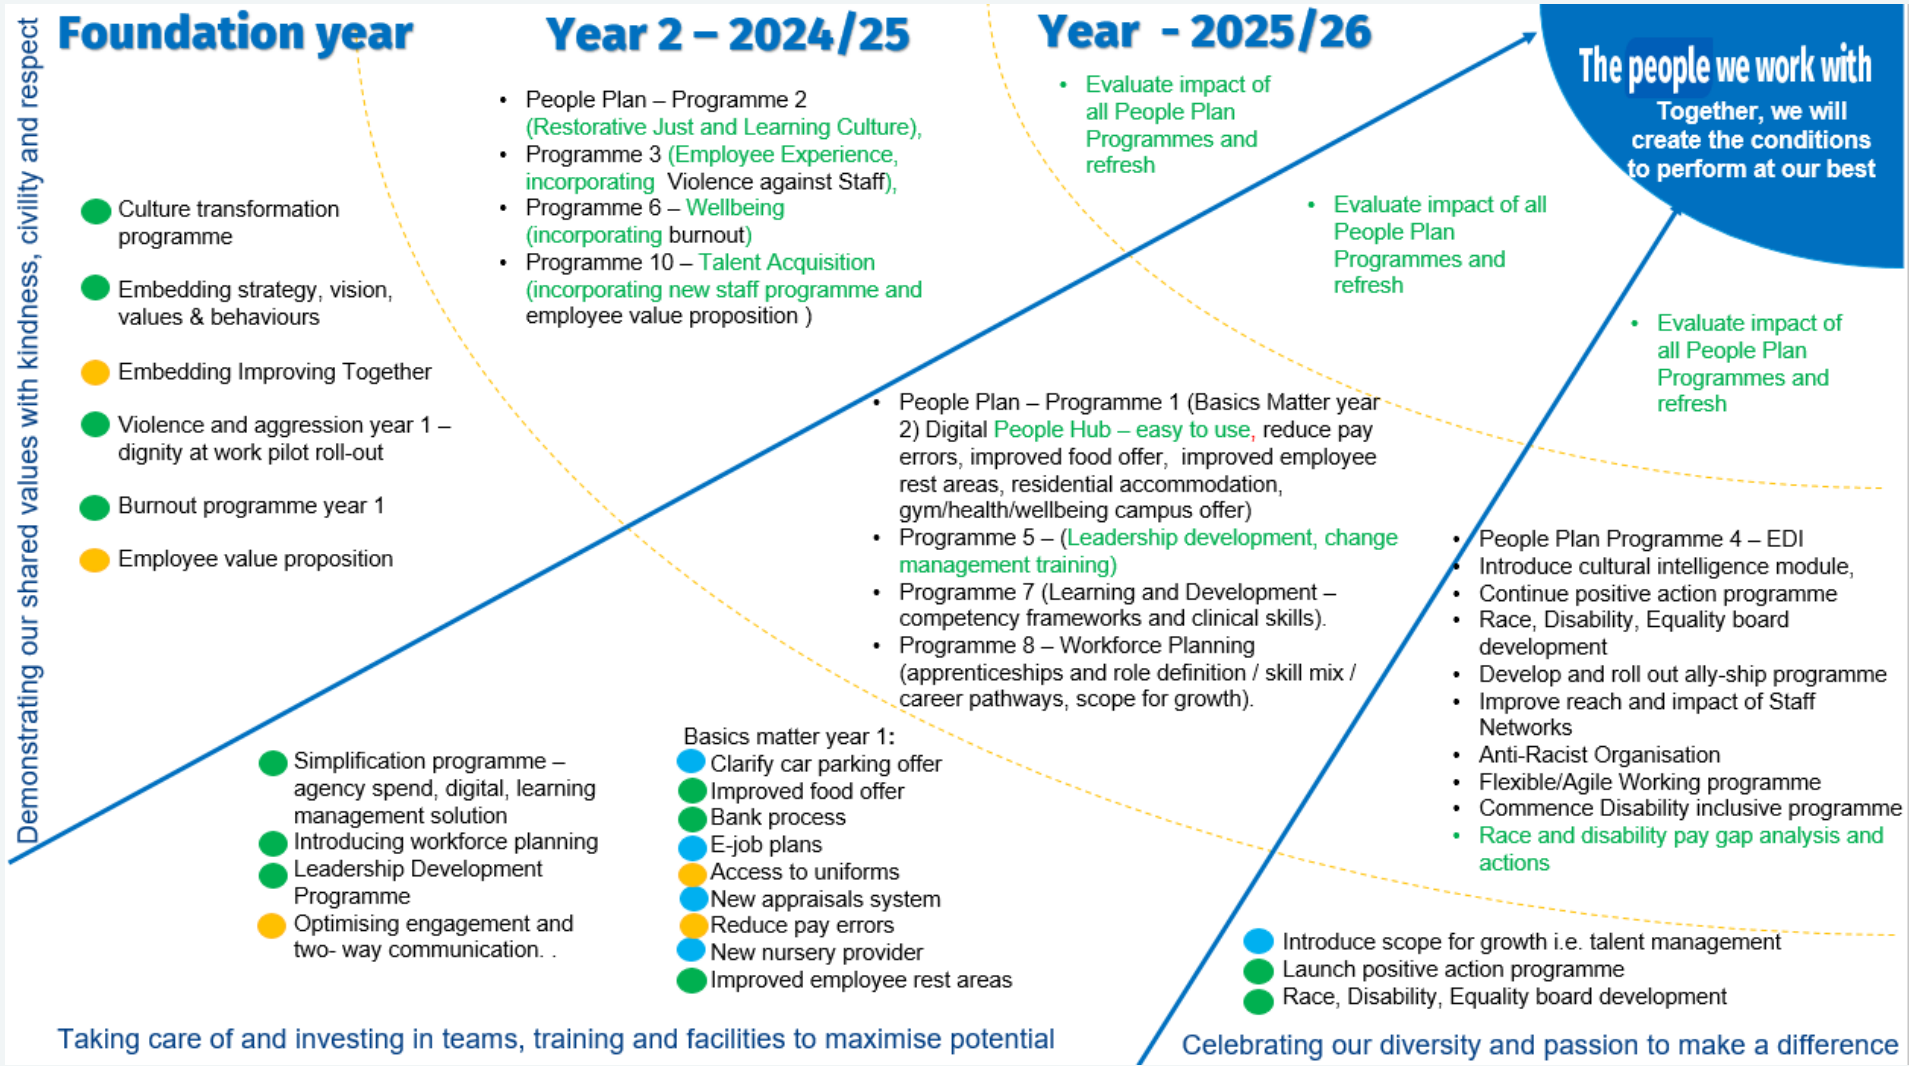 Foundation year
Year 2 – 2024/25
Year - 2025/26
The people we work with
Together, we will
create the conditions
to perform at our best
Demonstrating our shared values with kindness, civility and respect
• Culture transformation
programme
Embedding strategy, vision,
values & behaviours
Embedding Improving Together
Violence and aggression year 1 –
dignity at work pilot roll-out
Burnout programme year 1
Employee value proposition
• People Plan – Programme 2
(Restorative Just and Learning Culture),
• Programme 3 (Employee Experience,
incorporating Violence against Staff),
• Programme 6 – Wellbeing
(incorporating burnout)
• Programme 10 – Talent Acquisition
(incorporating new staff programme and
employee value proposition )
• Evaluate impact of
all People Plan
Programmes and
refresh
• Evaluate impact of all
People Plan
Programmes and
refresh
• Evaluate impact of
all People Plan
Programmes and
refresh
• People Plan – Programme 1 (Basics Matter year
2) Digital People Hub – easy to use, reduce pay
errors, improved food offer, improved employee
rest areas, residential accommodation,
gym/health/wellbeing campus offer)
• Programme 5 – (Leadership development, change
management training)
• Programme 7 (Learning and Development –
competency frameworks and clinical skills).
• Programme 8 – Workforce Planning
(apprenticeships and role definition / skill mix /
career pathways, scope for growth).
• People Plan Programme 4 – EDI
• Introduce cultural intelligence module,
• Continue positive action programme
• Race, Disability, Equality board
development
• Develop and roll out ally-ship programme
• Improve reach and impact of Staff
Networks
• Anti-Racist Organisation
• Flexible/Agile Working programme
• Commence Disability inclusive programme
• Race and disability pay gap analysis and
actions
Simplification programme –
agency spend, digital, learning
management solution
Introducing workforce planning
Leadership Development
Programme
Optimising engagement and
two- way communication. .
Basics matter year 1:
Clarify car parking offer
Improved food offer
Bank process
E-job plans
Access to uniforms
New appraisals system
Reduce pay errors
New nursery provider
Improved employee rest areas
Introduce scope for growth i.e. talent management
Launch positive action programme
Race, Disability, Equality board development
Taking care of and investing in teams, training and facilities to maximise potential
Celebrating our diversity and passion to make a difference